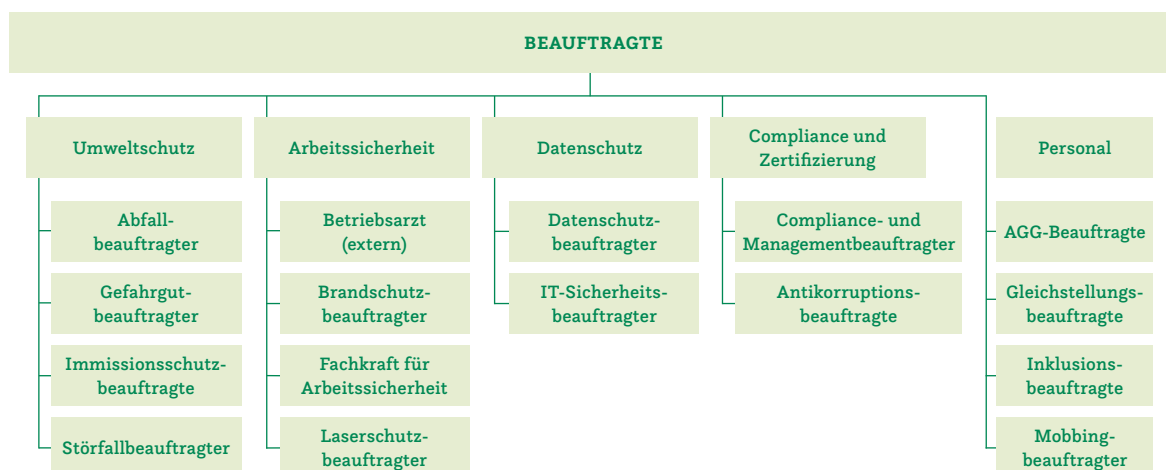 BEAUFTRAGTE
Umweltschutz
Abfall-
beauftragter
Gefahrgut-
beauftragter
Immissionsschutz-
beauftragte
Störfallbeauftragter
Arbeitssicherheit
Betriebsarzt
(extern)
Brandschutz-
beauftragter
Fachkraft für
Arbeitssicherheit
Laserschutz-
beauftragter
Datenschutz
Datenschutz-
beauftragter
IT-Sicherheits-
beauftragter
Compliance und
Zertifizierung
Compliance- und
Managementbeauftragter
Antikorruptions-
beauftragte
Personal
AGG-Beauftragte
Gleichstellungs-
beauftragte
Inklusions-
beauftragte
Mobbing-
beauftragter